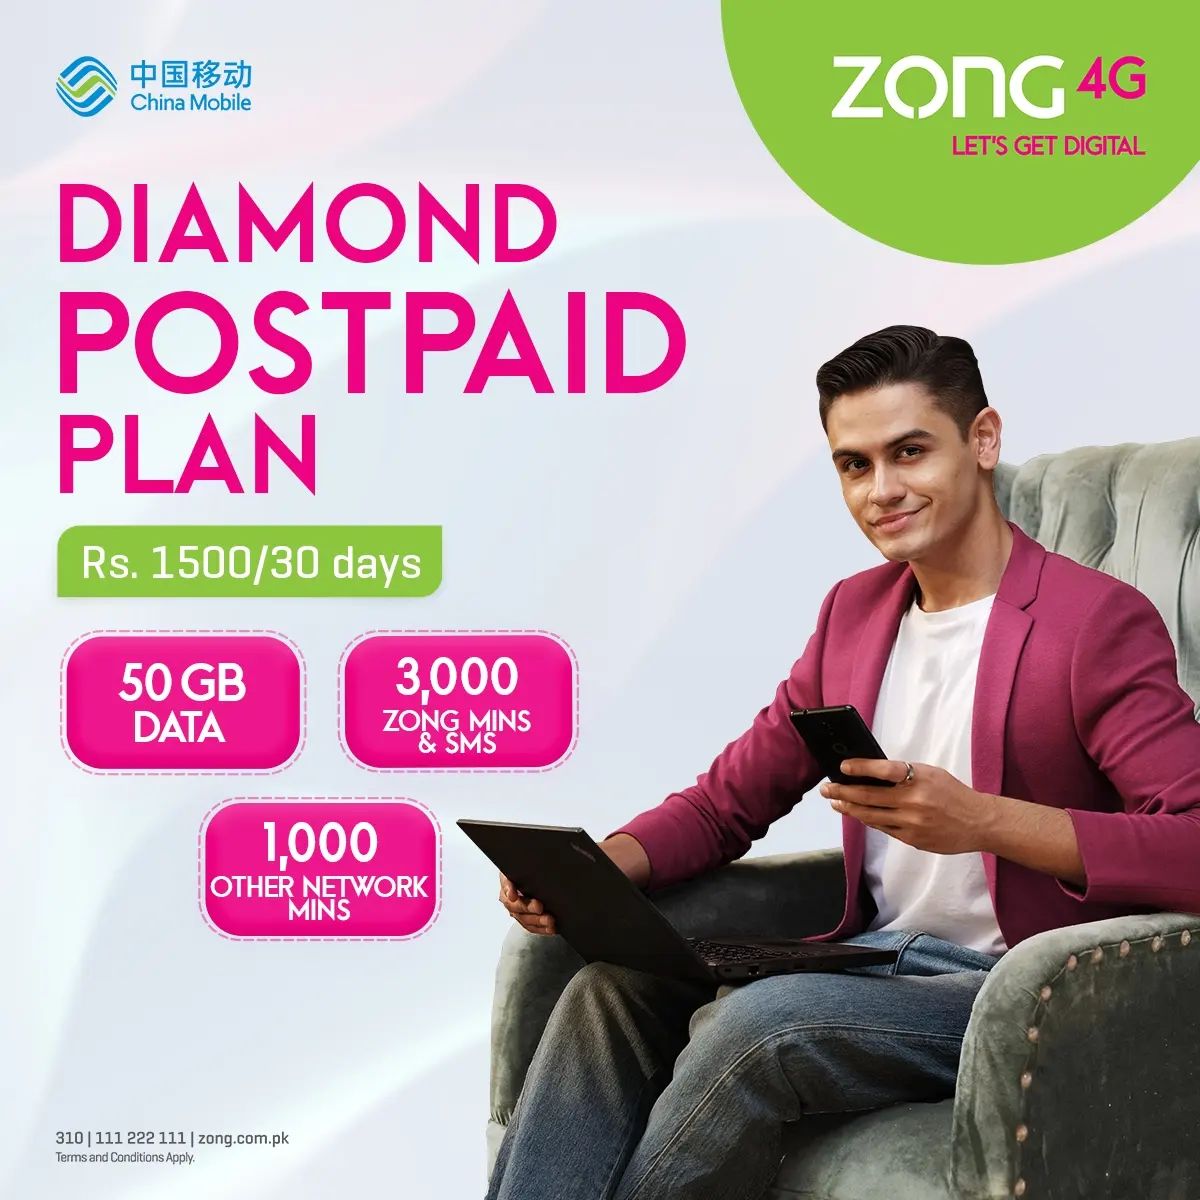 中国移动
China Mobile
ZONG 4G
LET'S GET DIGITAL
DIAMOND
POSTPAID
PLAN
Rs. 1500/30 days
50 GB
DATA
3,000
ZONG MINS
& SMS
1,000
OTHER NETWORK
MINS
310 | 111 222 111 | zong.com.pk
Terms and Conditions Apply.